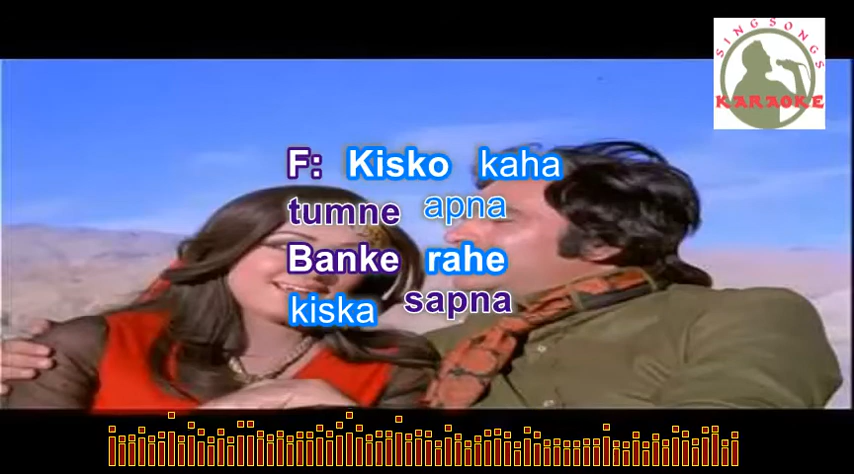 SING SONGS
KARAOKE
F: Kisko kaha
tumne apna
Banke rahe
kiska sapna